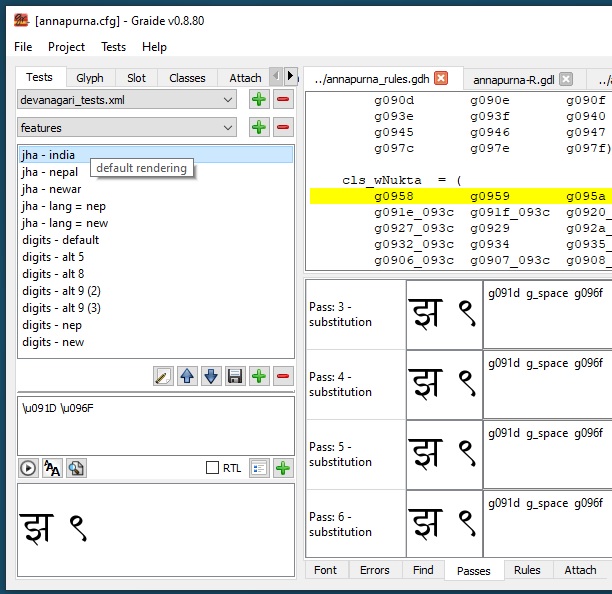 [annapurna.cfg] - Graide v0.8.80
File Project Tests Help
Tests Glyph Slot Classes Attach
devanagari_tests.xml
features
jha - india
default rendering
jha - nepal
jha - newar
jha - lang = nep
jha - lang = new
digits - default
digits - alt 5
digits - alt 8
digits - alt 9 (2)
digits - alt 9 (3)
digits - nep
digits - new
\u091D \u096F
RTL
झ ९
../annapurna_rules.gdh annapurna-R.gdl ../
g090d g090e g090f
g093e g093f g0940
g0945 g0946 g0947
g097c g097e g097f)
cls_wNukta = (
g0958 g0959 g095a
g091e_093c g091f_093c g0920_
g0927_093c g0929 g092a_
g0932_093c g0934 g0935_
g0906_093c g0907_093c g0908_
Pass: 3 - substitution
झ ९
g091d g_space g096f
Pass: 4 - substitution
झ ९
g091d g_space g096f
Pass: 5 - substitution
झ ९
g091d g_space g096f
Pass: 6 - substitution
झ ९
g091d g_space g096f
Font Errors Find Passes Rules Attach